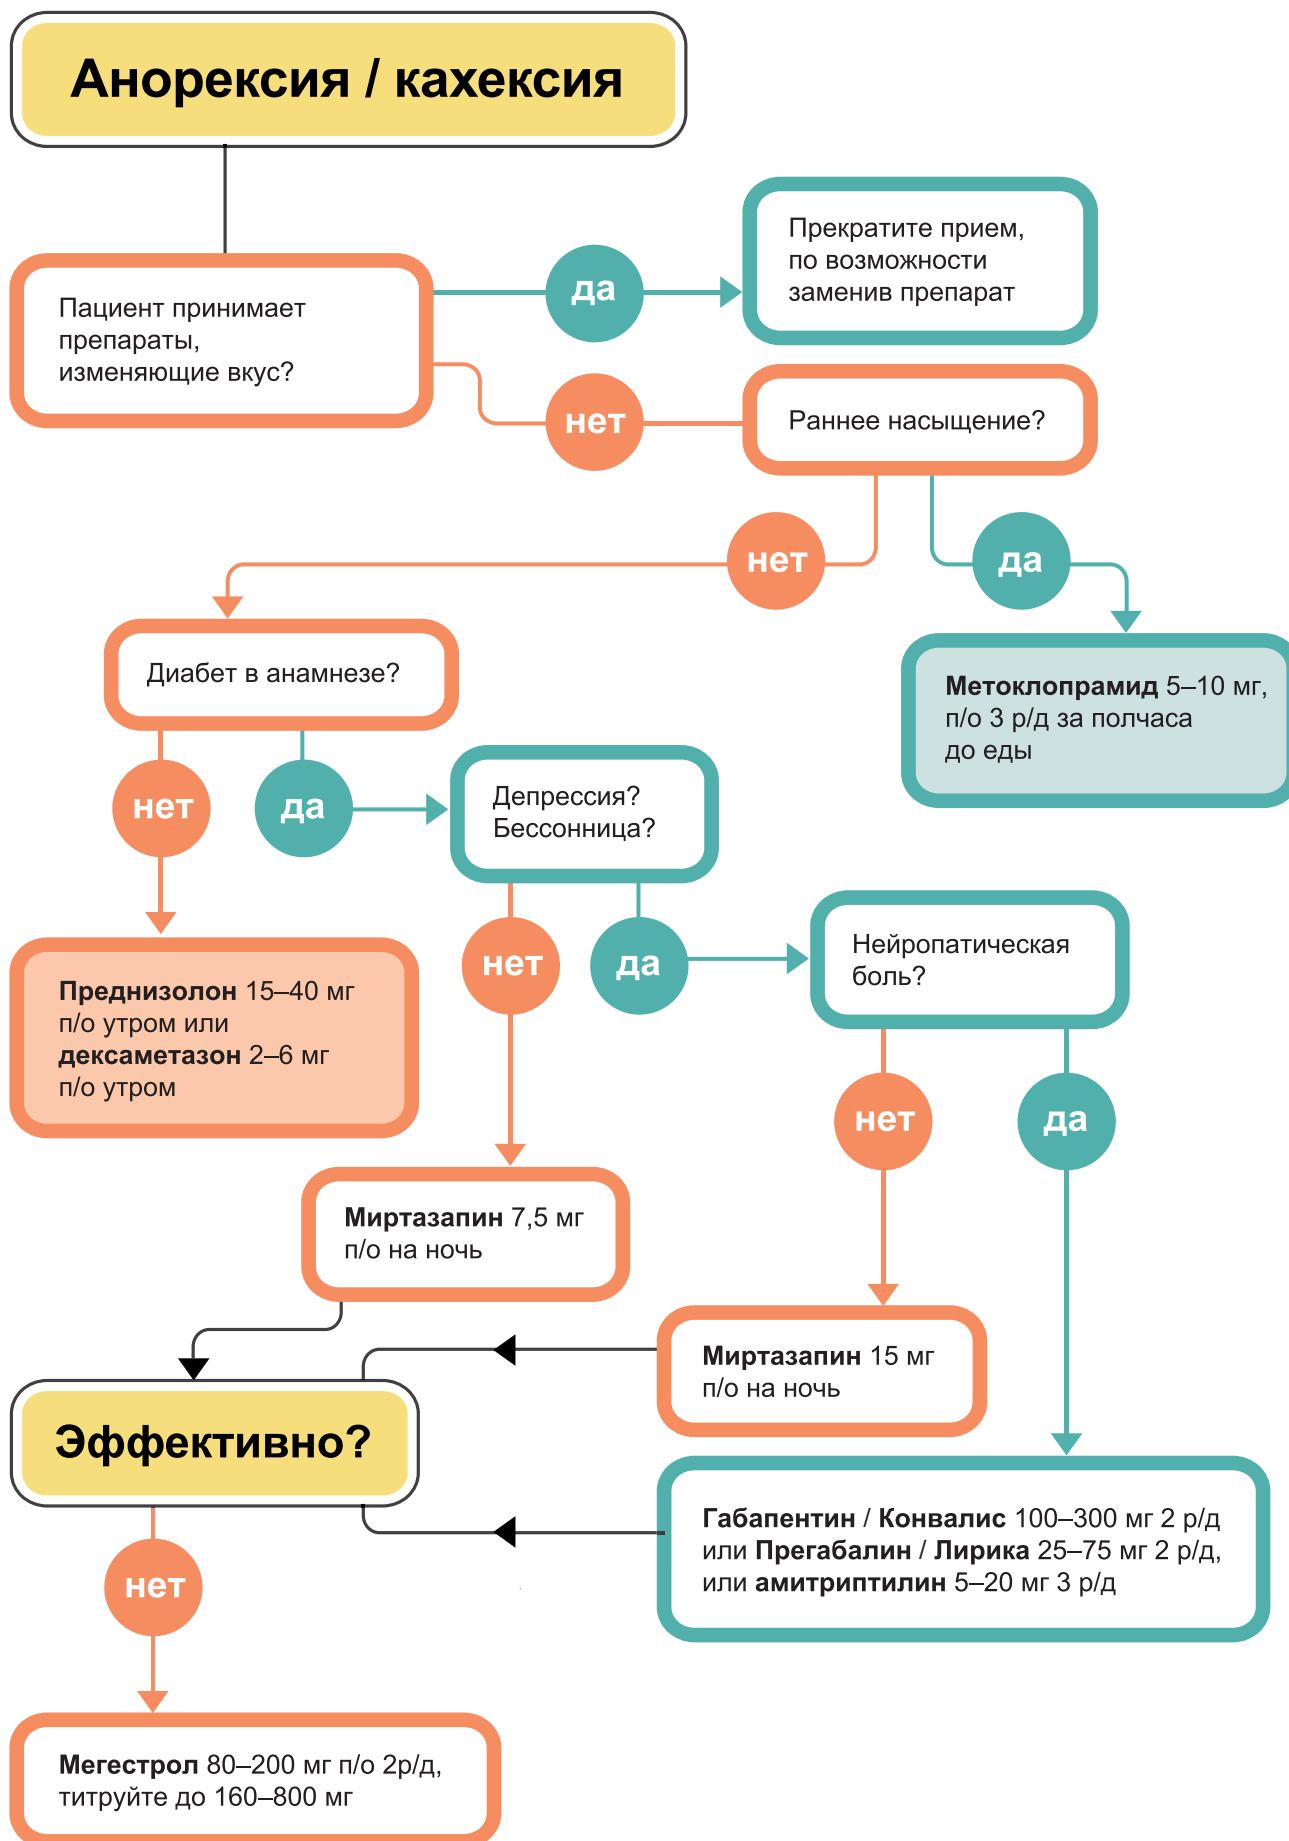 Анорексия / кахексия
Прекратите прием,
по возможности
заменив препарат
да
Пациент принимает
препараты,
изменяющие вкус?
нет
Раннее насыщение?
нет
да
Диабет в анамнезе?
Метоклопрамид 5–10 мг,
п/о 3 р/д за полчаса
до еды
нет
да
Депрессия?
Бессонница?
нет
да
Нейропатическая
боль?
Преднизолон 15–40 мг
п/о утром или
дексаметазон 2–6 мг
п/о утром
нет
да
Миртазапин 7,5 мг
п/о на ночь
Миртазапин 15 мг
п/о на ночь
Эффективно?
Габапентин / Конвалис 100–300 мг 2 р/д
или Прегабалин / Лирика 25–75 мг 2 р/д,
или амитриптилин 5–20 мг 3 р/д
нет
Мегестрол 80–200 мг п/о 2р/д,
титруйте до 160–800 мг